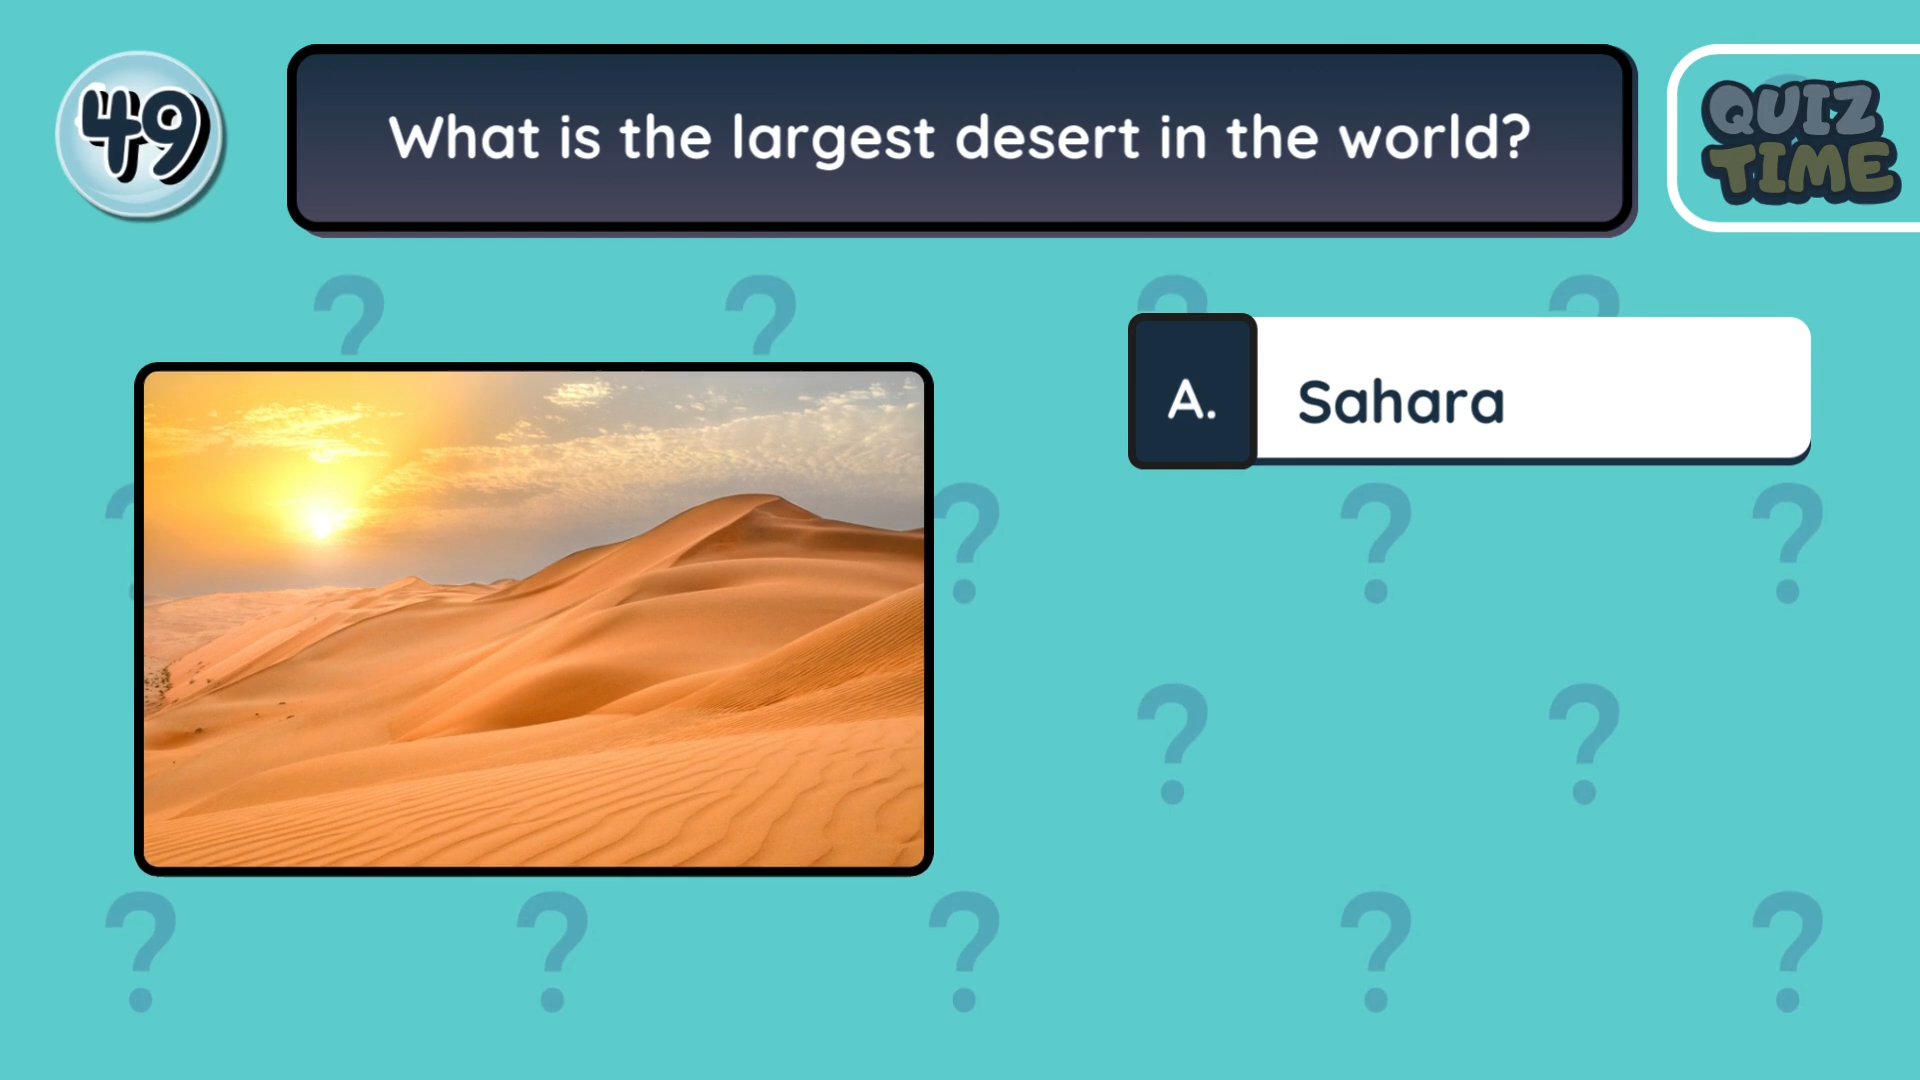 49
What is the largest desert in the world?
QUIZ
TIME
A.
Sahara